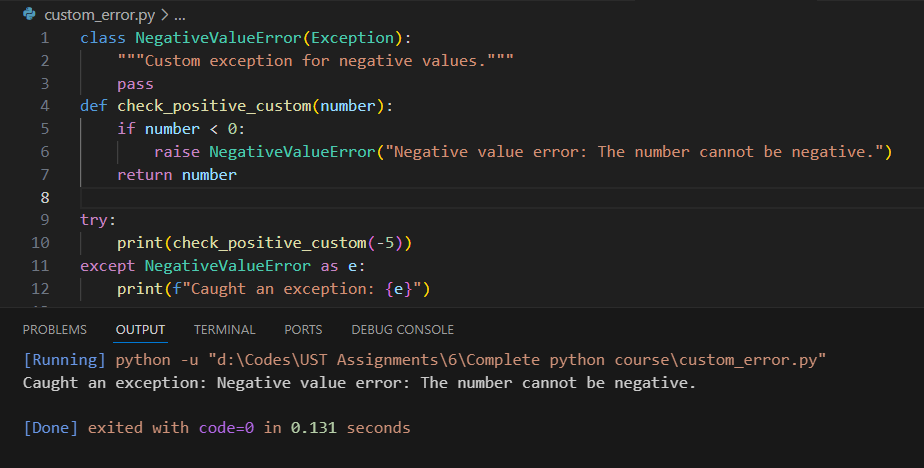 custom_error.py > ...
1 class NegativeValueError(Exception):
2     """Custom exception for negative values."""
3     pass
4 def check_positive_custom(number):
5     if number < 0:
6         raise NegativeValueError("Negative value error: The number cannot be negative.")
7     return number
8
9 try:
10     print(check_positive_custom(-5))
11 except NegativeValueError as e:
12     print(f"Caught an exception: {e}")
PROBLEMS OUTPUT TERMINAL PORTS DEBUG CONSOLE
[Running] python -u "d:\Codes\UST Assignments\6\Complete python course\custom_error.py"
Caught an exception: Negative value error: The number cannot be negative.
[Done] exited with code=0 in 0.131 seconds